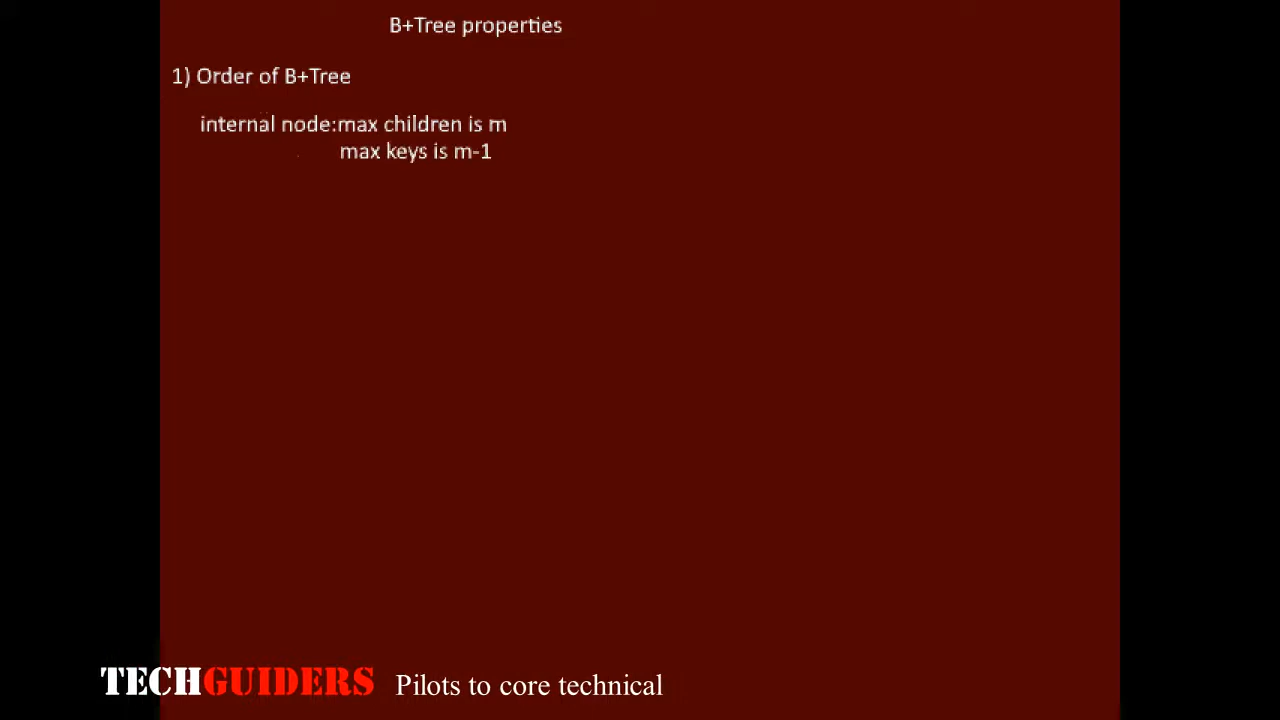 B+Tree properties
1) Order of B+Tree
internal node:max children is m
max keys is m-1
TECHGUIDERS Pilots to core technical